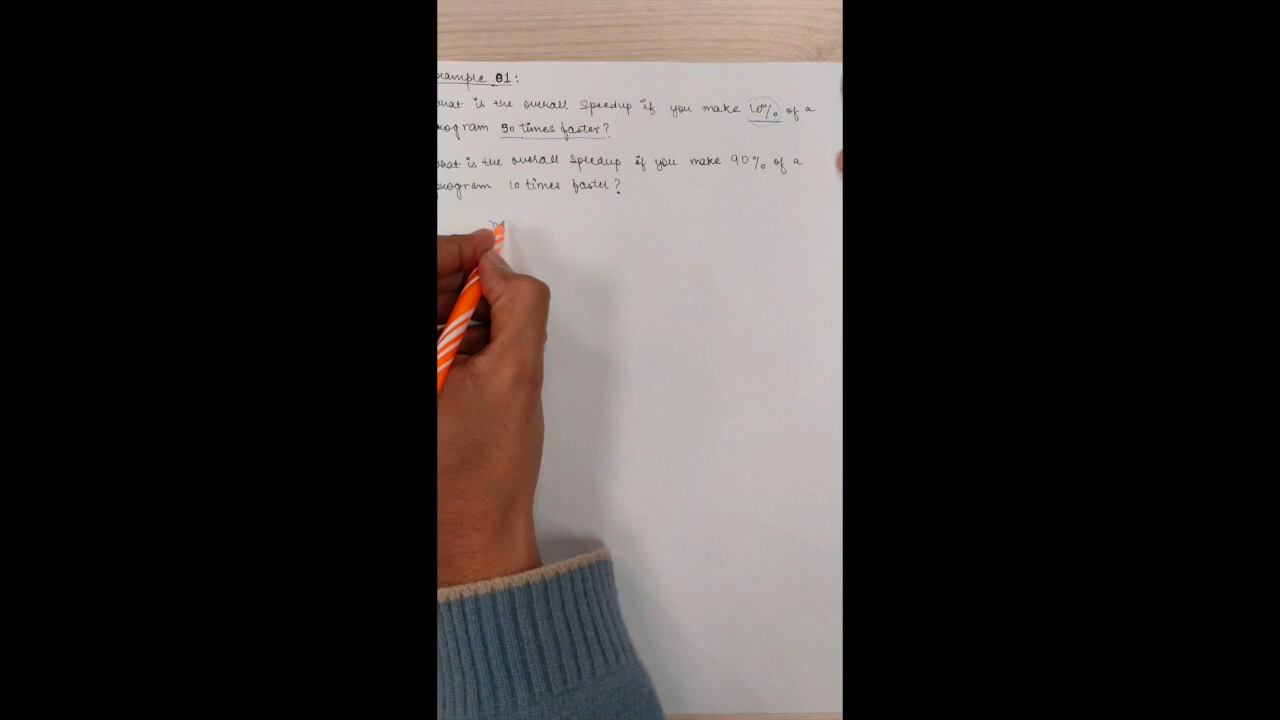 xample 01:
hat is the overall speedup if you make 10% of a
rogram 90 times faster?
hat is the overall speedup if you make 90% of a
program 10 times faster?